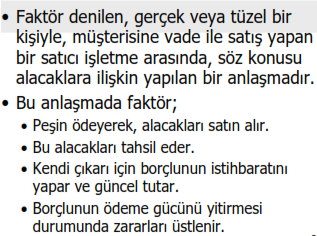 • Faktör denilen, gerçek veya tüzel bir
kişiyle, müşterisine vade ile satış yapan
bir satıcı işletme arasında, söz konusu
alacaklara ilişkin yapılan bir anlaşmadır.
• Bu anlaşmada faktör;
• Peşin ödeyerek, alacakları satın alır.
• Bu alacakları tahsil eder.
• Kendi çıkarı için borçlunun istihbaratını
yapar ve güncel tutar.
• Borçlunun ödeme gücünü yitirmesi
durumunda zararları üstlenir.